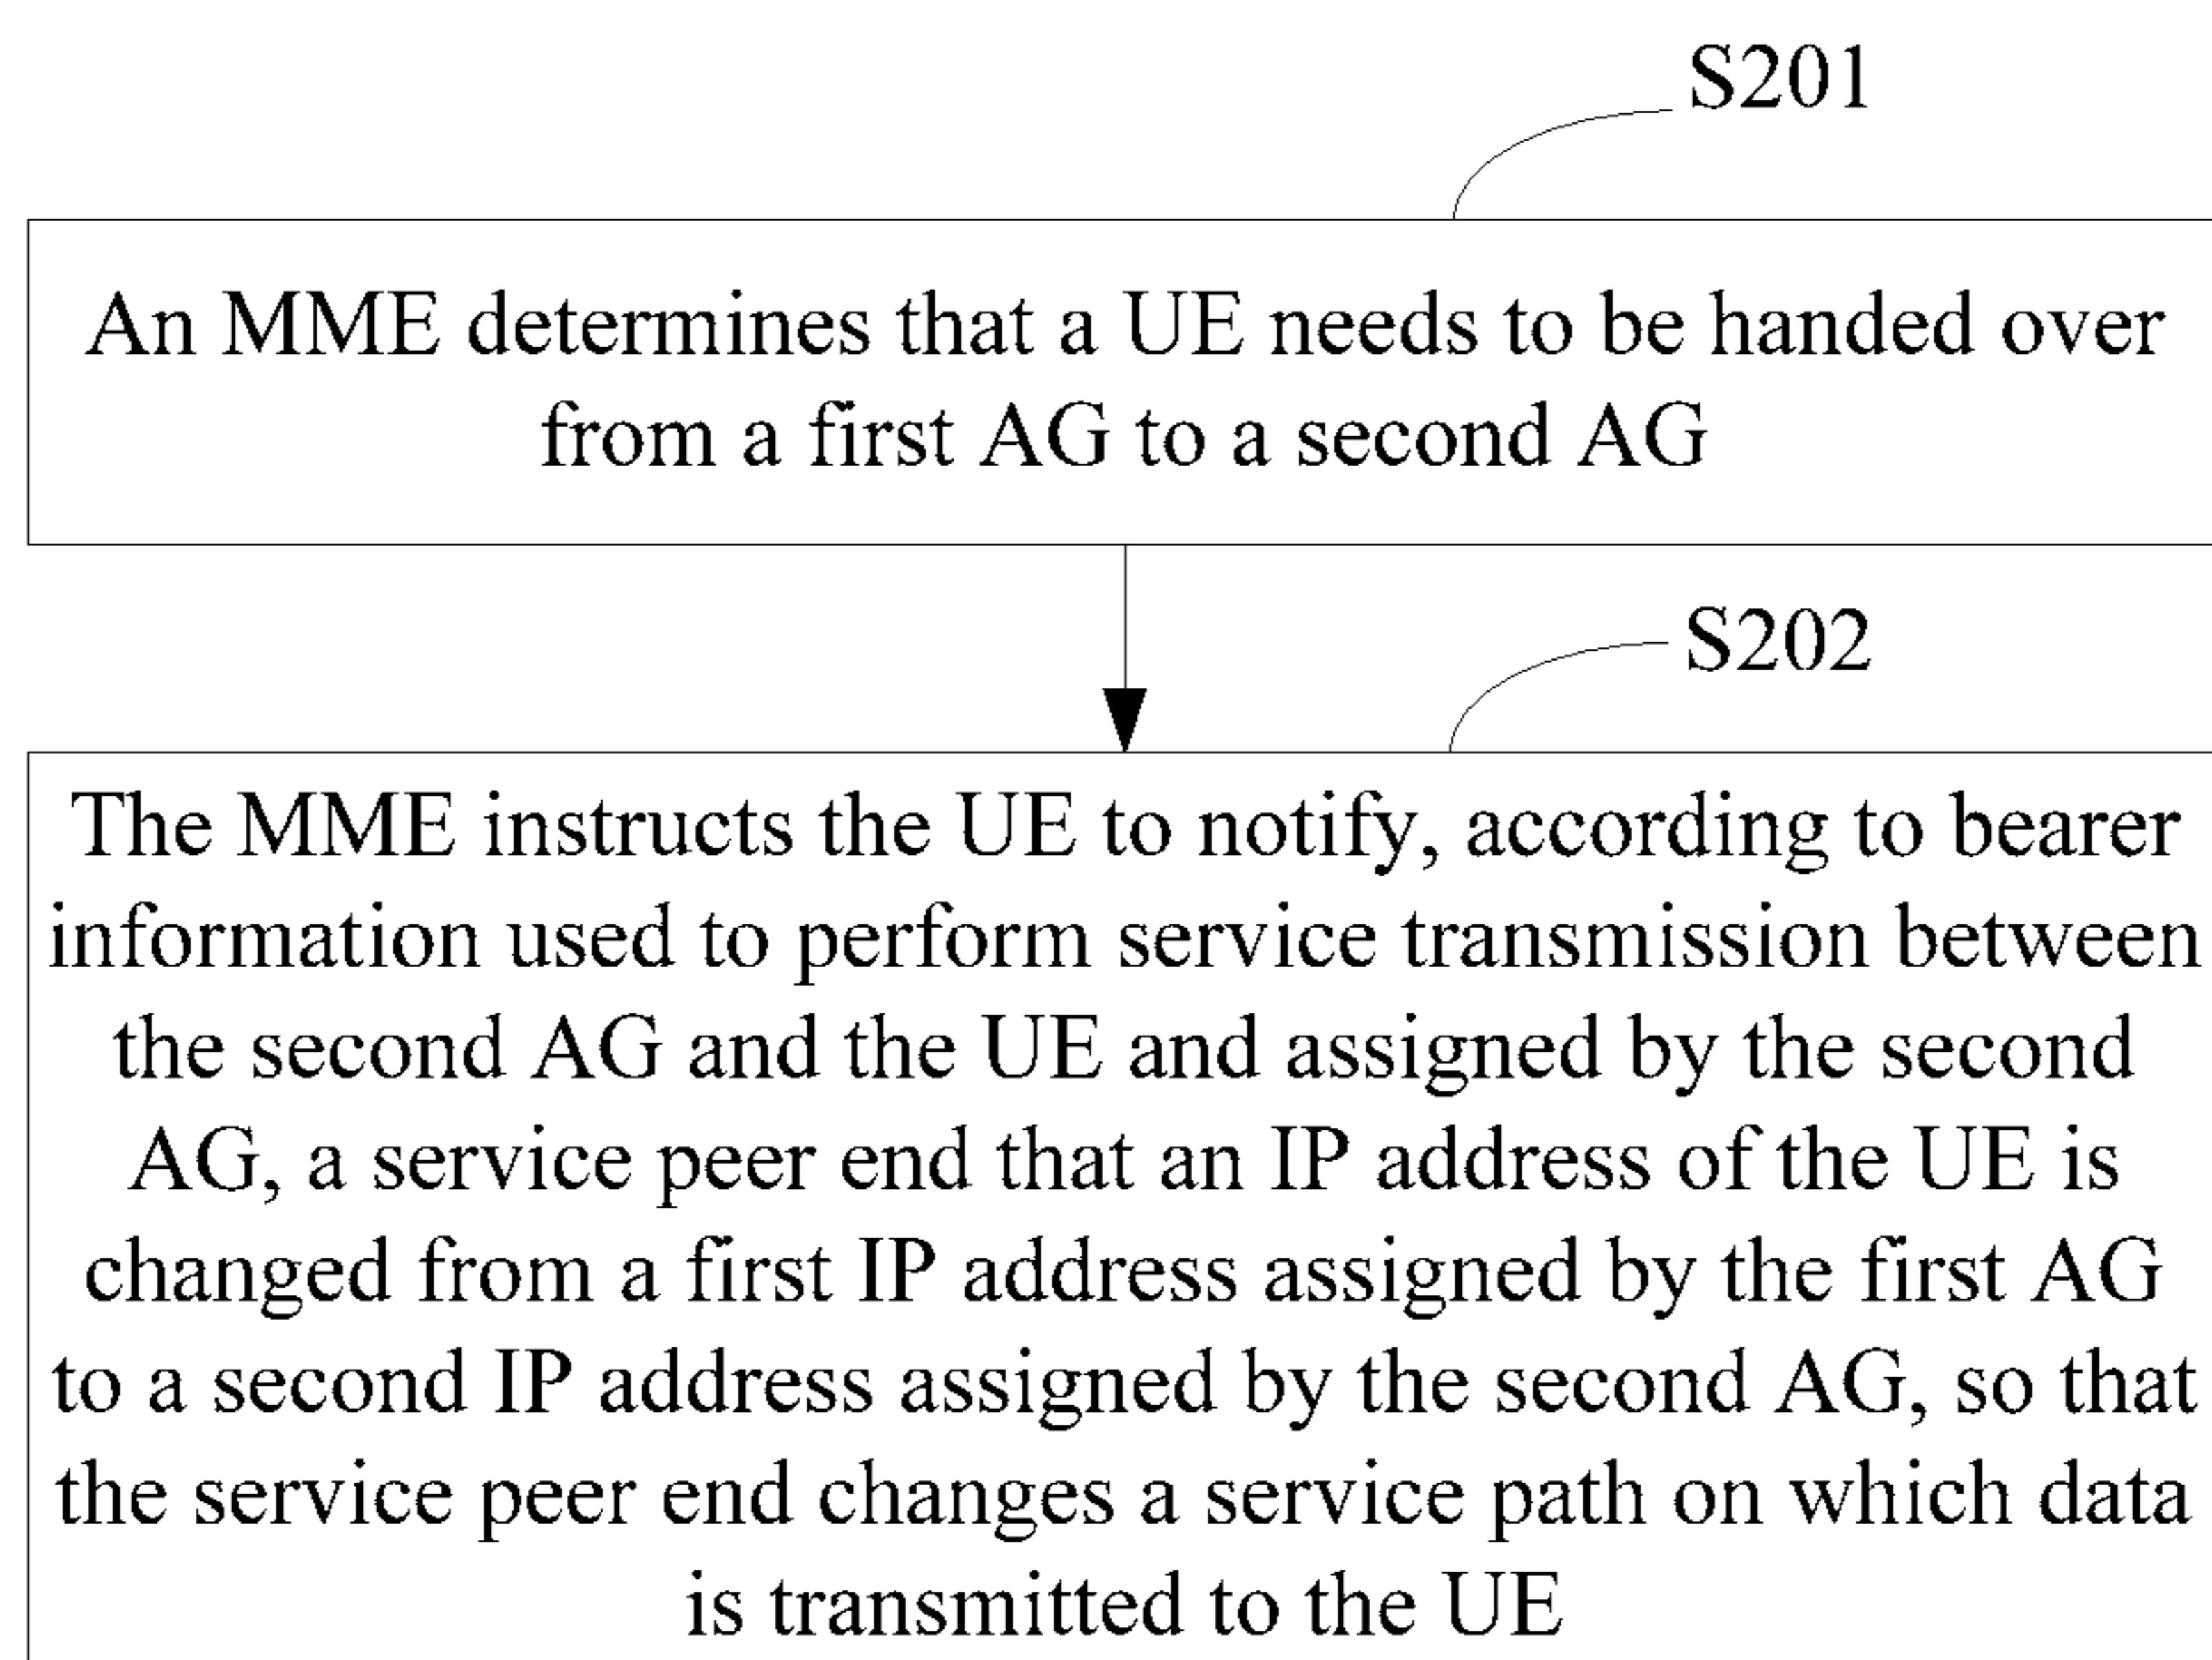 S201
An MME determines that a UE needs to be handed over
from a first AG to a second AG
S202
The MME instructs the UE to notify, according to bearer
information used to perform service transmission between
the second AG and the UE and assigned by the second
AG, a service peer end that an IP address of the UE is
changed from a first IP address assigned by the first AG
to a second IP address assigned by the second AG, so that
the service peer end changes a service path on which data
is transmitted to the UE